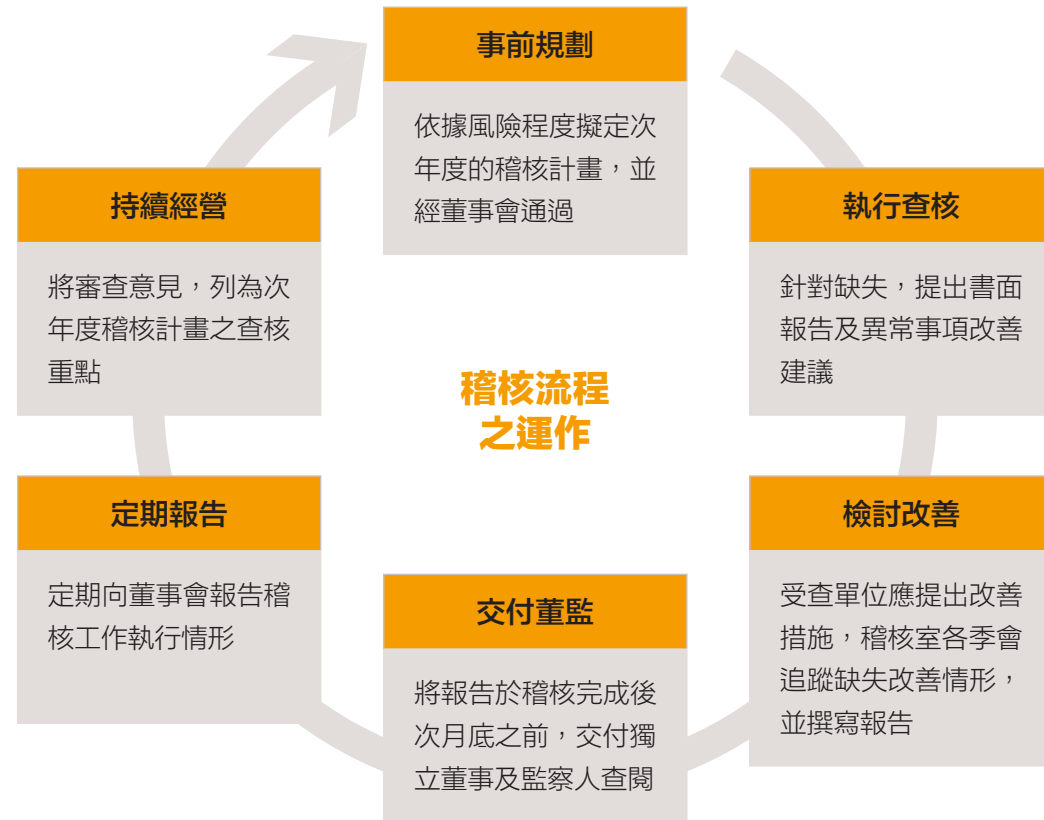 事前規劃
依據風險程度擬定次
年度的稽核計畫，並
經董事會通過
執行查核
針對缺失，提出書面
報告及異常事項改善
建議
檢討改善
受查單位應提出改善
措施，稽核室各季會
追蹤缺失改善情形，
並撰寫報告
交付董監
將報告於稽核完成後
次月底之前，交付獨
立董事及監察人查閱
定期報告
定期向董事會報告稽
核工作執行情形
持續經營
將審查意見，列為次
年度稽核計畫之查核
重點
稽核流程
之運作